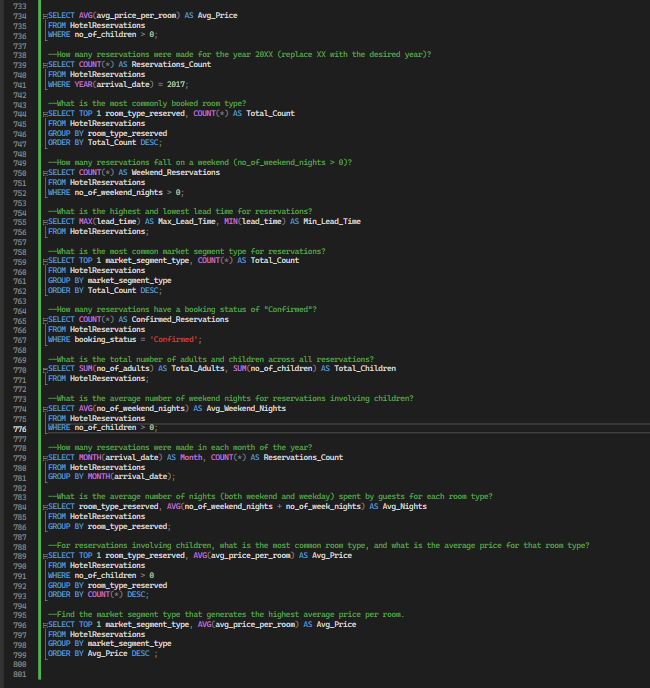 733
734 SELECT AVG(avg_price_per_room) AS Avg_Price
735 FROM HotelReservations
736 WHERE no_of_children > 0;
737
738 --How many reservations were made for the year 20XX (replace XX with the desired year)?
739 SELECT COUNT(*) AS Reservations_Count
740 FROM HotelReservations
741 WHERE YEAR(arrival_date) = 2017;
742
743 --What is the most commonly booked room type?
744 SELECT TOP 1 room_type_reserved, COUNT(*) AS Total_Count
745 FROM HotelReservations
746 GROUP BY room_type_reserved
747 ORDER BY Total_Count DESC;
748
749 --How many reservations fall on a weekend (no_of_weekend_nights > 0)?
750 SELECT COUNT(*) AS Weekend_Reservations
751 FROM HotelReservations
752 WHERE no_of_weekend_nights > 0;
753
754 --What is the highest and lowest lead time for reservations?
755 SELECT MAX(lead_time) AS Max_Lead_Time, MIN(lead_time) AS Min_Lead_Time
756 FROM HotelReservations;
757
758 --What is the most common market segment type for reservations?
759 SELECT TOP 1 market_segment_type, COUNT(*) AS Total_Count
760 FROM HotelReservations
761 GROUP BY market_segment_type
762 ORDER BY Total_Count DESC;
763
764 --How many reservations have a booking status of "Confirmed"?
765 SELECT COUNT(*) AS Confirmed_Reservations
766 FROM HotelReservations
767 WHERE booking_status = 'Confirmed';
768
769 --What is the total number of adults and children across all reservations?
770 SELECT SUM(no_of_adults) AS Total_Adults, SUM(no_of_children) AS Total_Children
771 FROM HotelReservations;
772
773 --What is the average number of weekend nights for reservations involving children?
774 SELECT AVG(no_of_weekend_nights) AS Avg_Weekend_Nights
775 FROM HotelReservations
776 WHERE no_of_children > 0;
777
778 --How many reservations were made in each month of the year?
779 SELECT MONTH(arrival_date) AS Month, COUNT(*) AS Reservations_Count
780 FROM HotelReservations
781 GROUP BY MONTH(arrival_date);
782
783 --What is the average number of nights (both weekend and weekday) spent by guests for each room type?
784 SELECT room_type_reserved, AVG(no_of_weekend_nights + no_of_week_nights) AS Avg_Nights
785 FROM HotelReservations
786 GROUP BY room_type_reserved;
787
788 --For reservations involving children, what is the most common room type, and what is the average price for that room type?
789 SELECT TOP 1 room_type_reserved, AVG(avg_price_per_room) AS Avg_Price
790 FROM HotelReservations
791 WHERE no_of_children > 0
792 GROUP BY room_type_reserved
793 ORDER BY COUNT(*) DESC;
794
795 --Find the market segment type that generates the highest average price per room.
796 SELECT TOP 1 market_segment_type, AVG(avg_price_per_room) AS Avg_Price
797 FROM HotelReservations
798 GROUP BY market_segment_type
799 ORDER BY Avg_Price DESC ;
800
801